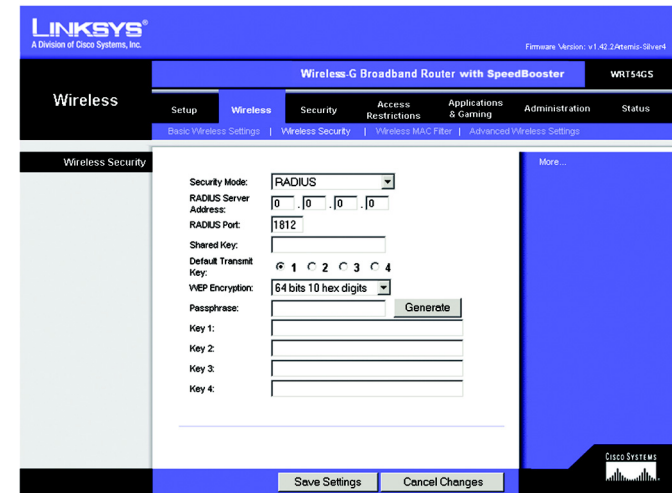 LINKSYS®
A Division of Cisco Systems, Inc.
Firmware Version: v1.42.2Artemis-Silver4
Wireless-G Broadband Router with SpeedBooster WRT54GS
Wireless
Setup Wireless Security Access Restrictions Applications & Gaming Administration Status
Basic Wireless Settings | Wireless Security | Wireless MAC Filter | Advanced Wireless Settings
Wireless Security
More...
Security Mode: RADIUS
RADIUS Server Address: 0 . 0 . 0 . 0
RADIUS Port: 1812
Shared Key:
Default Transmit Key: 1 2 3 4
WEP Encryption: 64 bits 10 hex digits
Passphrase: Generate
Key 1:
Key 2:
Key 3:
Key 4:
CISCO SYSTEMS
Save Settings Cancel Changes